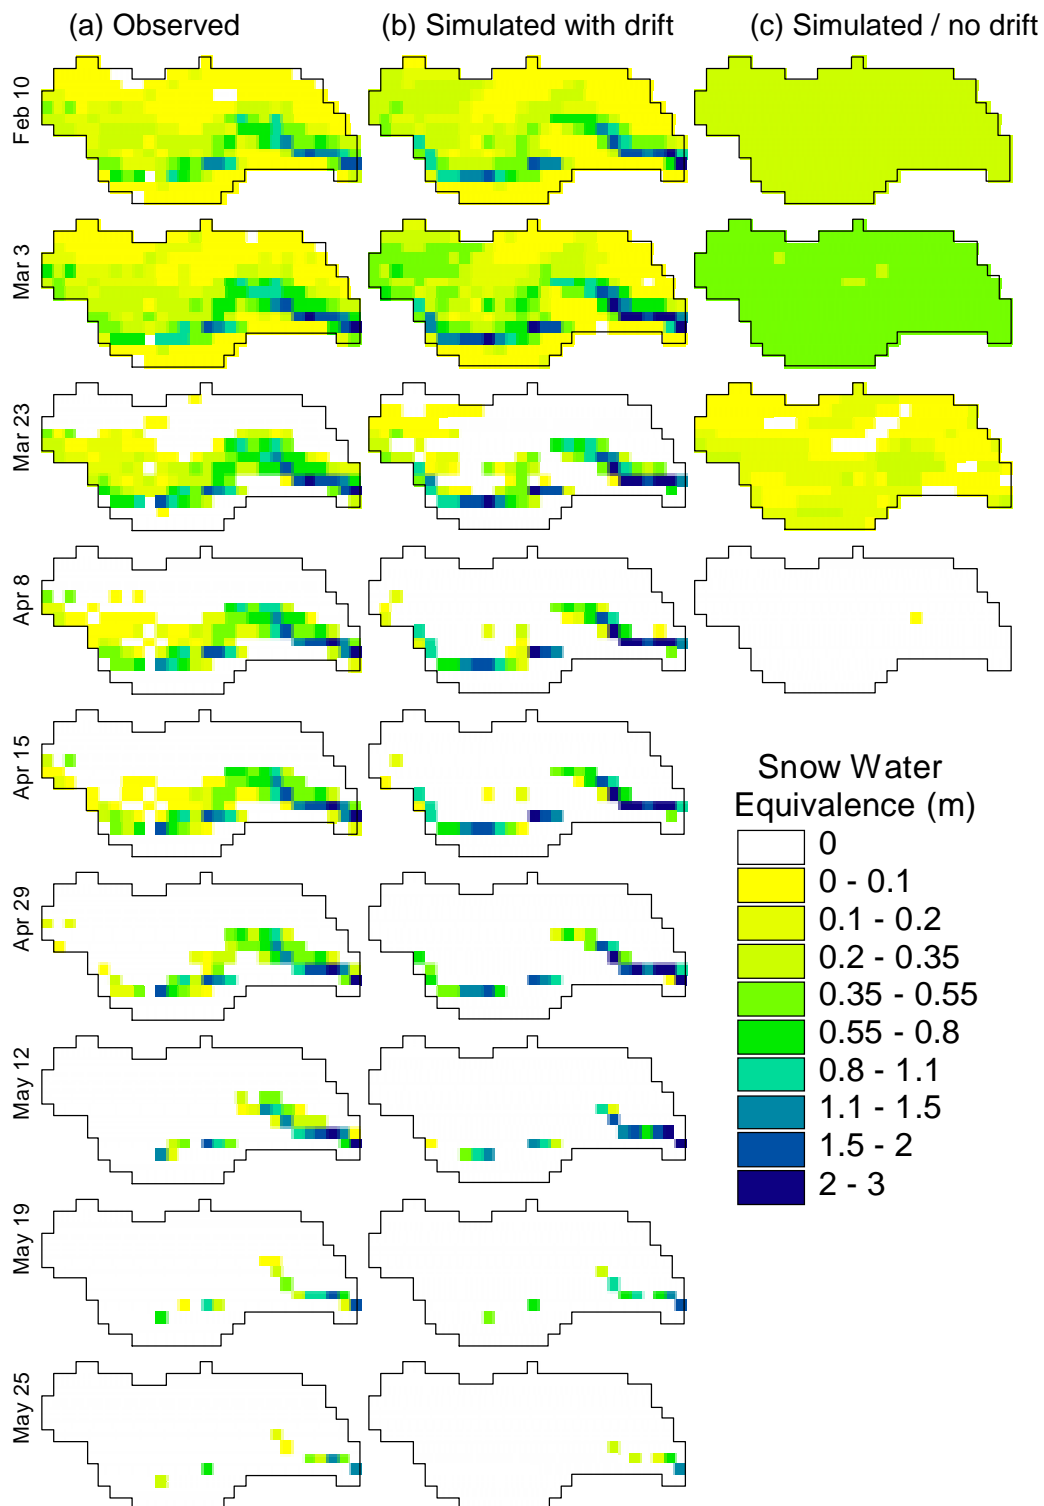 (a) Observed
(b) Simulated with drift
(c) Simulated / no drift
Feb 10
Mar 3
Mar 23
Apr 8
Apr 15
Apr 29
May 12
May 19
May 25
Snow Water
Equivalence (m)
0
0 - 0.1
0.1 - 0.2
0.2 - 0.35
0.35 - 0.55
0.55 - 0.8
0.8 - 1.1
1.1 - 1.5
1.5 - 2
2 - 3